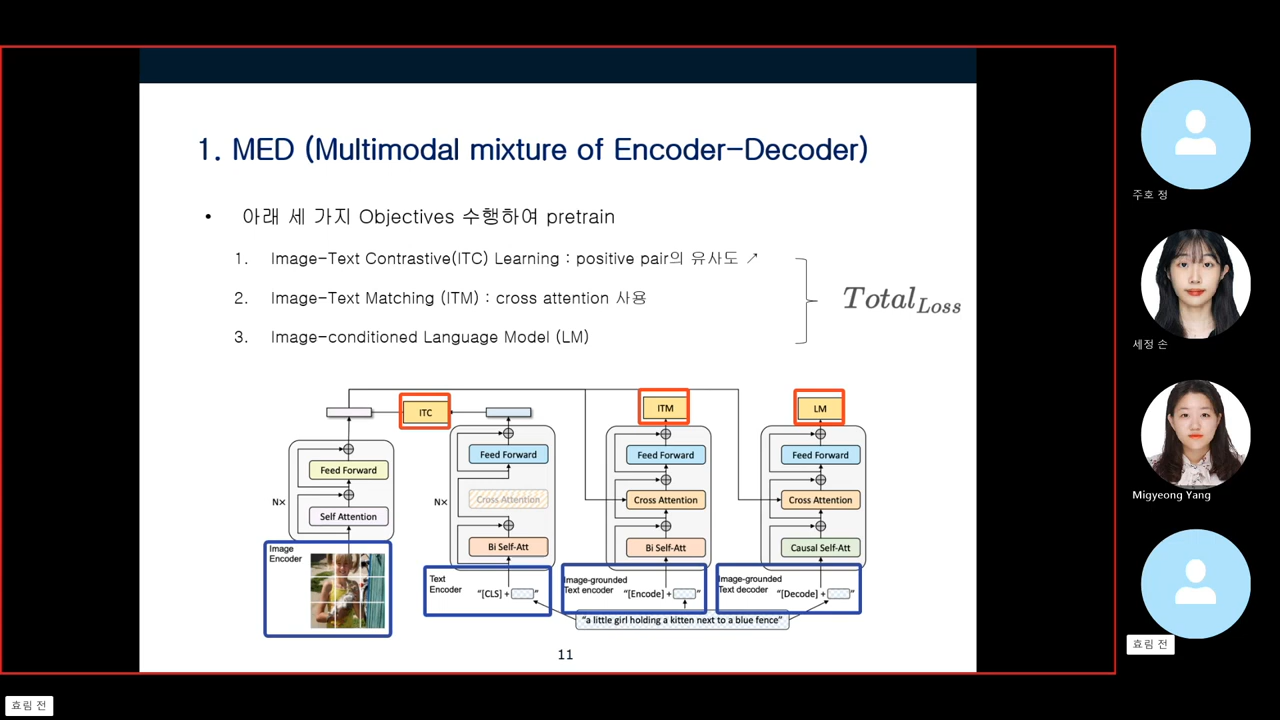 1. MED (Multimodal mixture of Encoder-Decoder)
• 아래 세 가지 Objectives 수행하여 pretrain
1. Image-Text Contrastive(ITC) Learning : positive pair의 유사도 ↗
2. Image-Text Matching (ITM) : cross attention 사용
3. Image-conditioned Language Model (LM)
Total Loss
ITC
ITM
LM
Feed Forward
Self Attention
N×
Image
Encoder
Feed Forward
Cross Attention
Bi Self-Att
N×
Text
Encoder
"[CLS] + "
Feed Forward
Cross Attention
Bi Self-Att
Image-grounded
Text encoder
"[Encode] + "
Feed Forward
Cross Attention
Causal Self-Att
Image-grounded
Text decoder
"[Decode] + "
"a little girl holding a kitten next to a blue fence"
11
주호 정
세정 손
Migyeong Yang
효림 전
효림 전